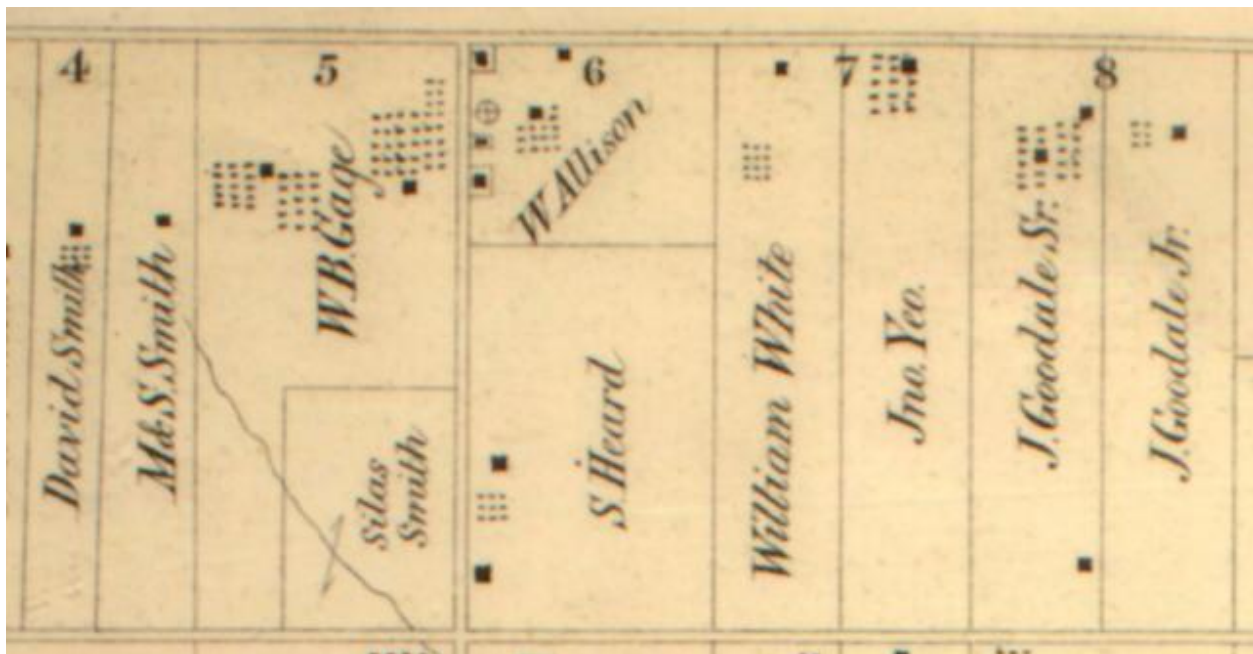 4
5
6
7
8
David Smith
M.&S. Smith
W.B. Gage
Silas
Smith
W. Allison
S. Heard
William White
Jno. Yeo.
J. Goodale Sr.
J. Goodale Jr.